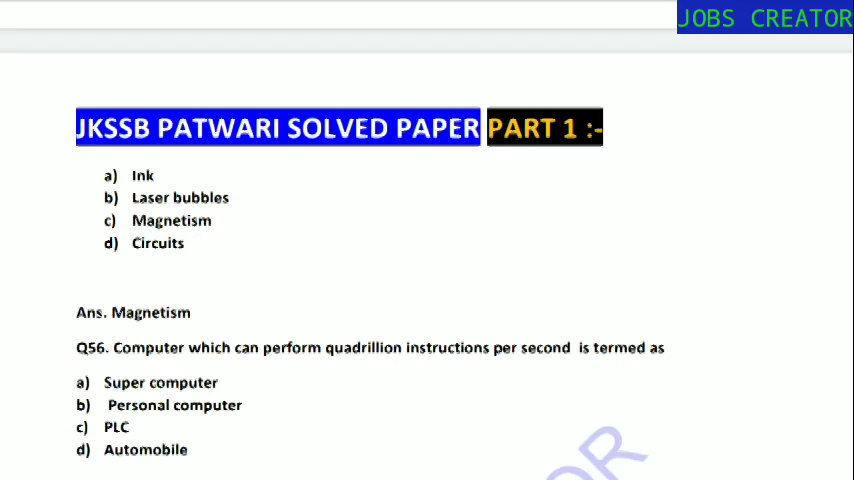 JOBS CREATOR
JKSSB PATWARI SOLVED PAPER PART 1 :-
a) Ink
b) Laser bubbles
c) Magnetism
d) Circuits
Ans. Magnetism
Q56. Computer which can perform quadrillion instructions per second is termed as
a) Super computer
b) Personal computer
c) PLC
d) Automobile
OR